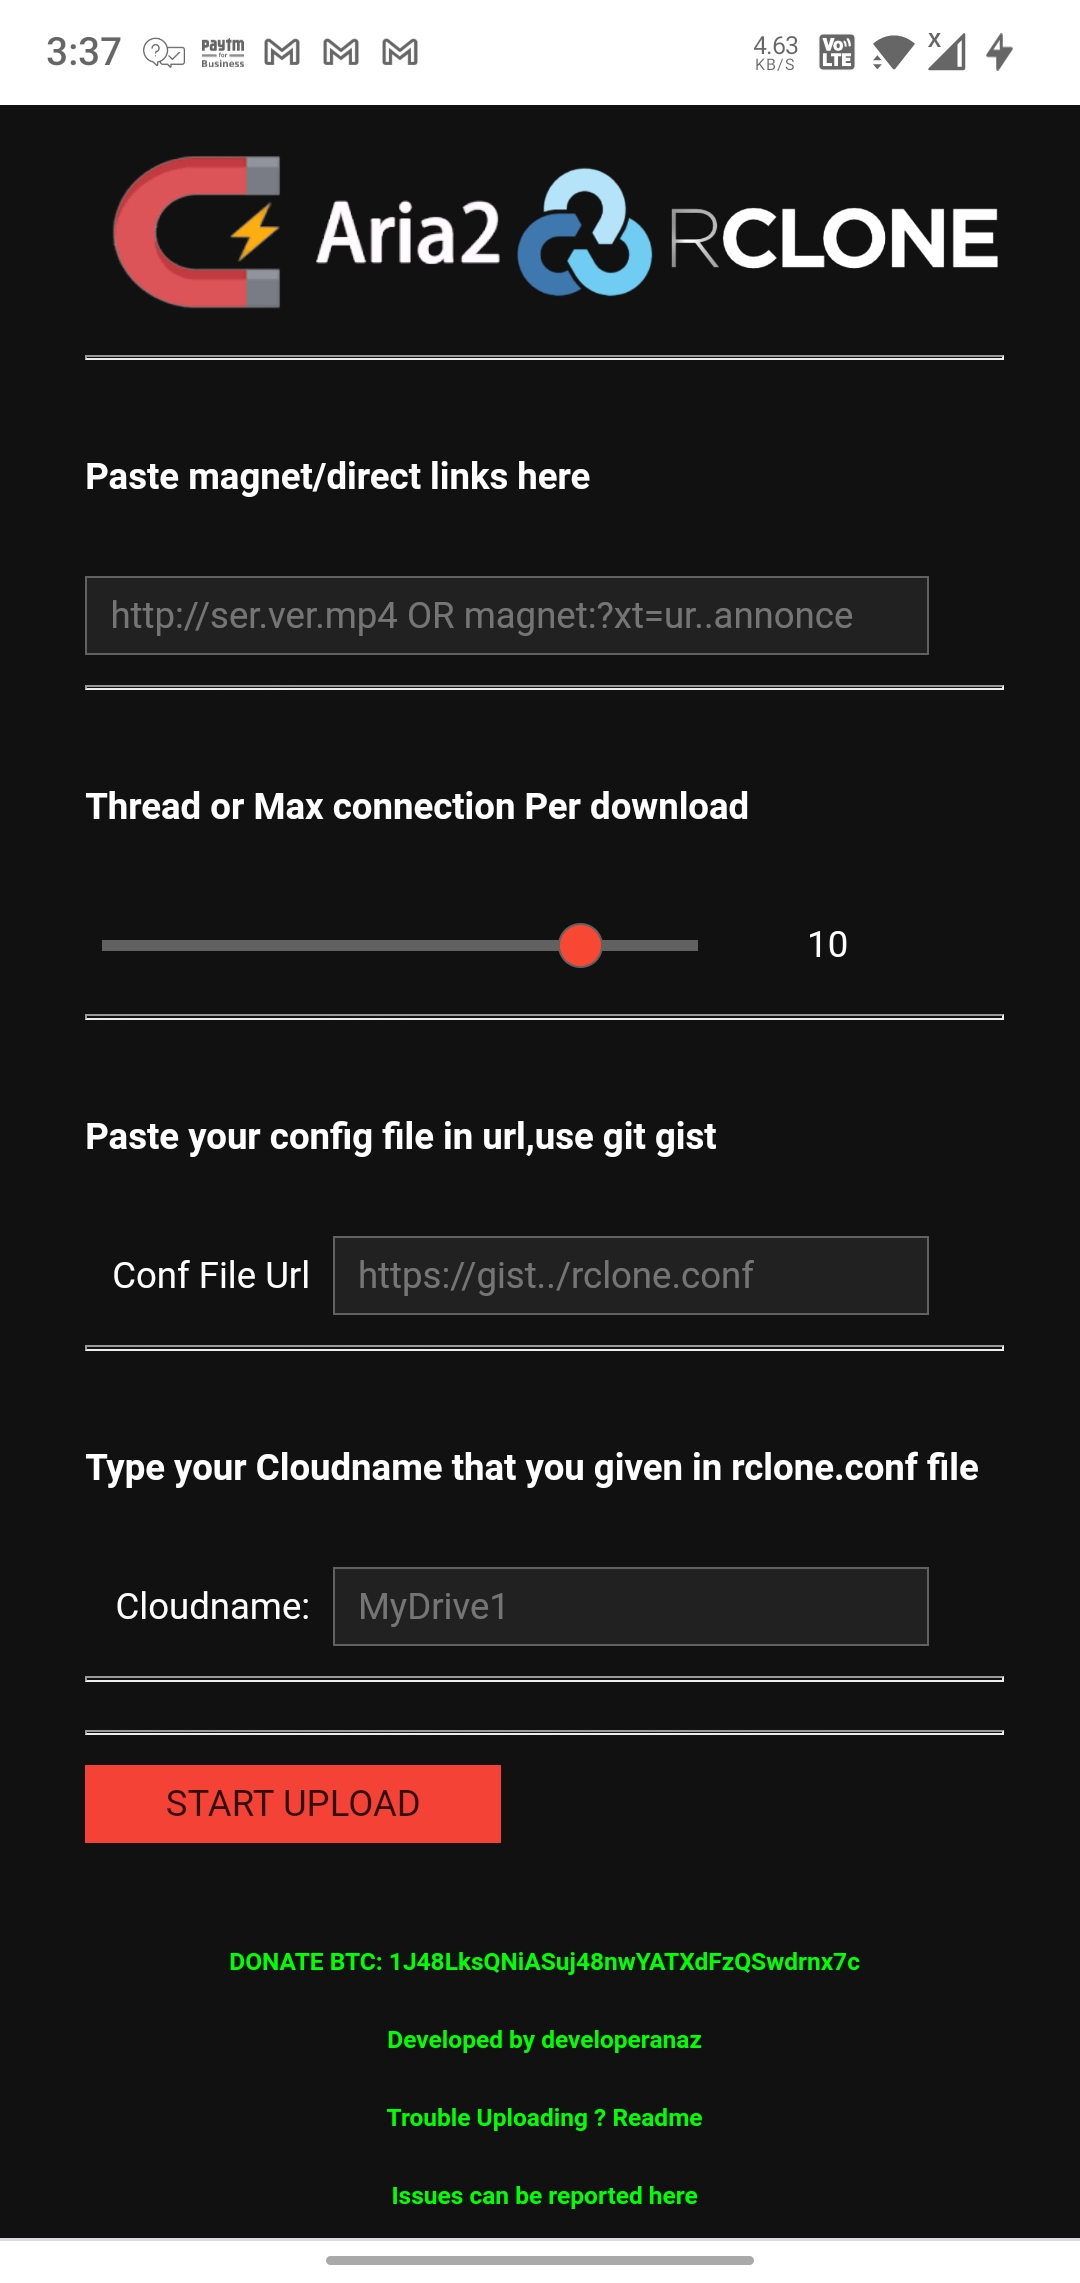 3:37 paytm for Business 4.63 KB/S Vo LTE X
Aria2 RCLONE
Paste magnet/direct links here
http://ser.ver.mp4 OR magnet:?xt=ur..annonce
Thread or Max connection Per download
10
Paste your config file in url,use git gist
Conf File Url https://gist../rclone.conf
Type your Cloudname that you given in rclone.conf file
Cloudname: MyDrive1
START UPLOAD
DONATE BTC: 1J48LksQNiASuj48nwYATXdFzQSwdrnx7c
Developed by developeranaz
Trouble Uploading ? Readme
Issues can be reported here